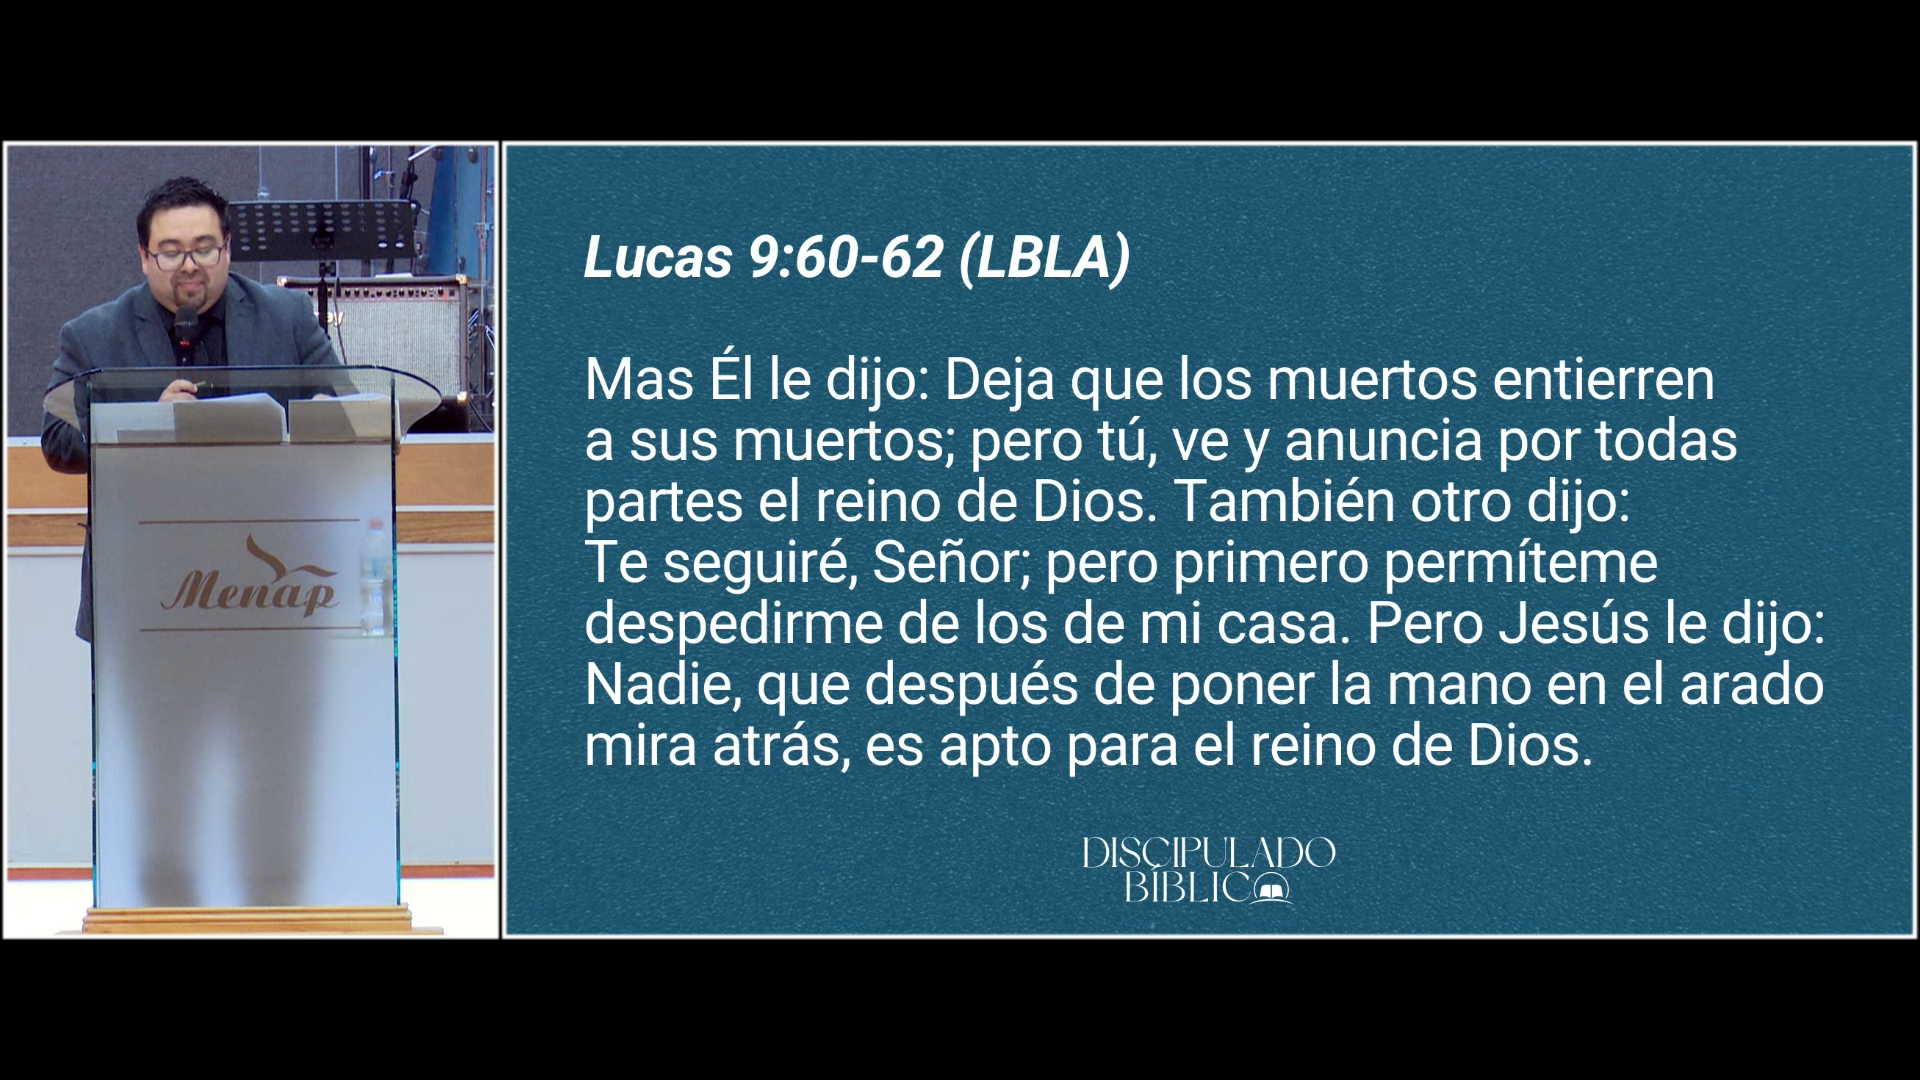 Menap
Lucas 9:60-62 (LBLA)
Mas Él le dijo: Deja que los muertos entierren
a sus muertos; pero tú, ve y anuncia por todas
partes el reino de Dios. También otro dijo:
Te seguiré, Señor; pero primero permíteme
despedirme de los de mi casa. Pero Jesús le dijo:
Nadie, que después de poner la mano en el arado
mira atrás, es apto para el reino de Dios.
DISCIPULADO
BÍBLICO